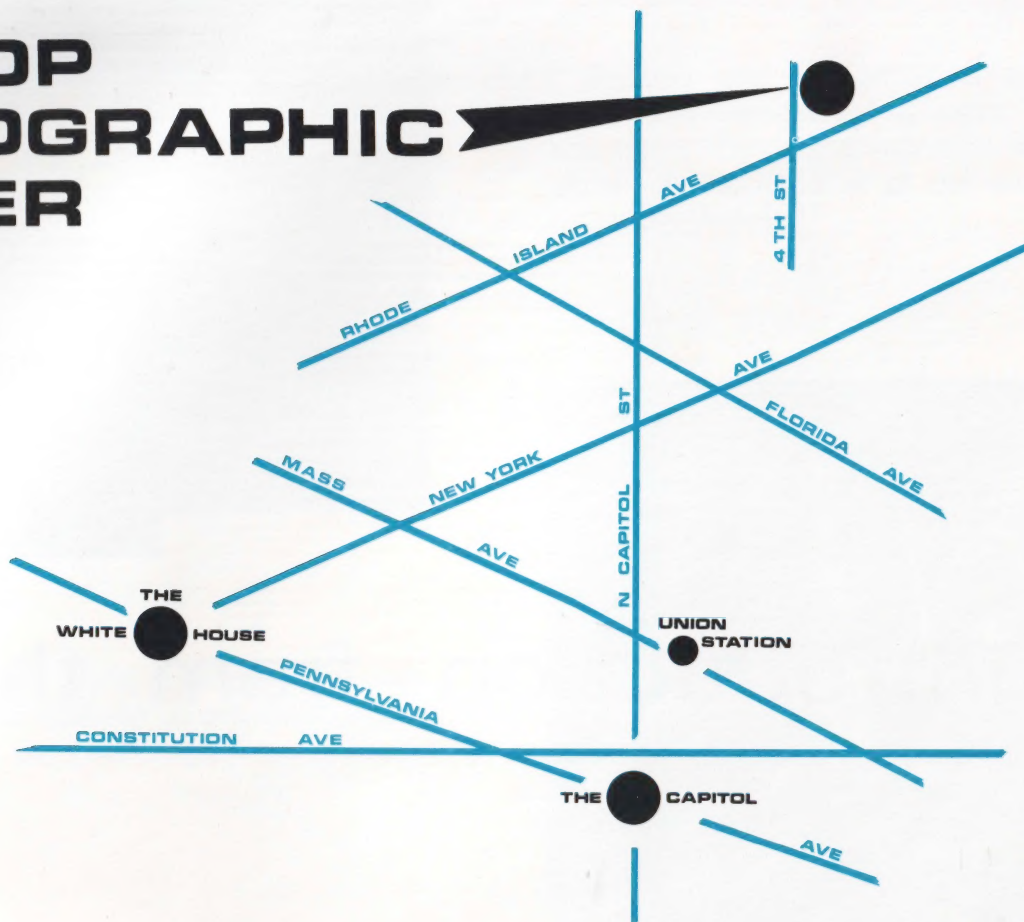 OP
OGRAPHIC
ER
RHODE ISLAND AVE
4TH ST
NEW YORK AVE
FLORIDA AVE
N CAPITOL ST
MASS AVE
THE
WHITE HOUSE
UNION
STATION
PENNSYLVANIA AVE
CONSTITUTION AVE
THE CAPITOL